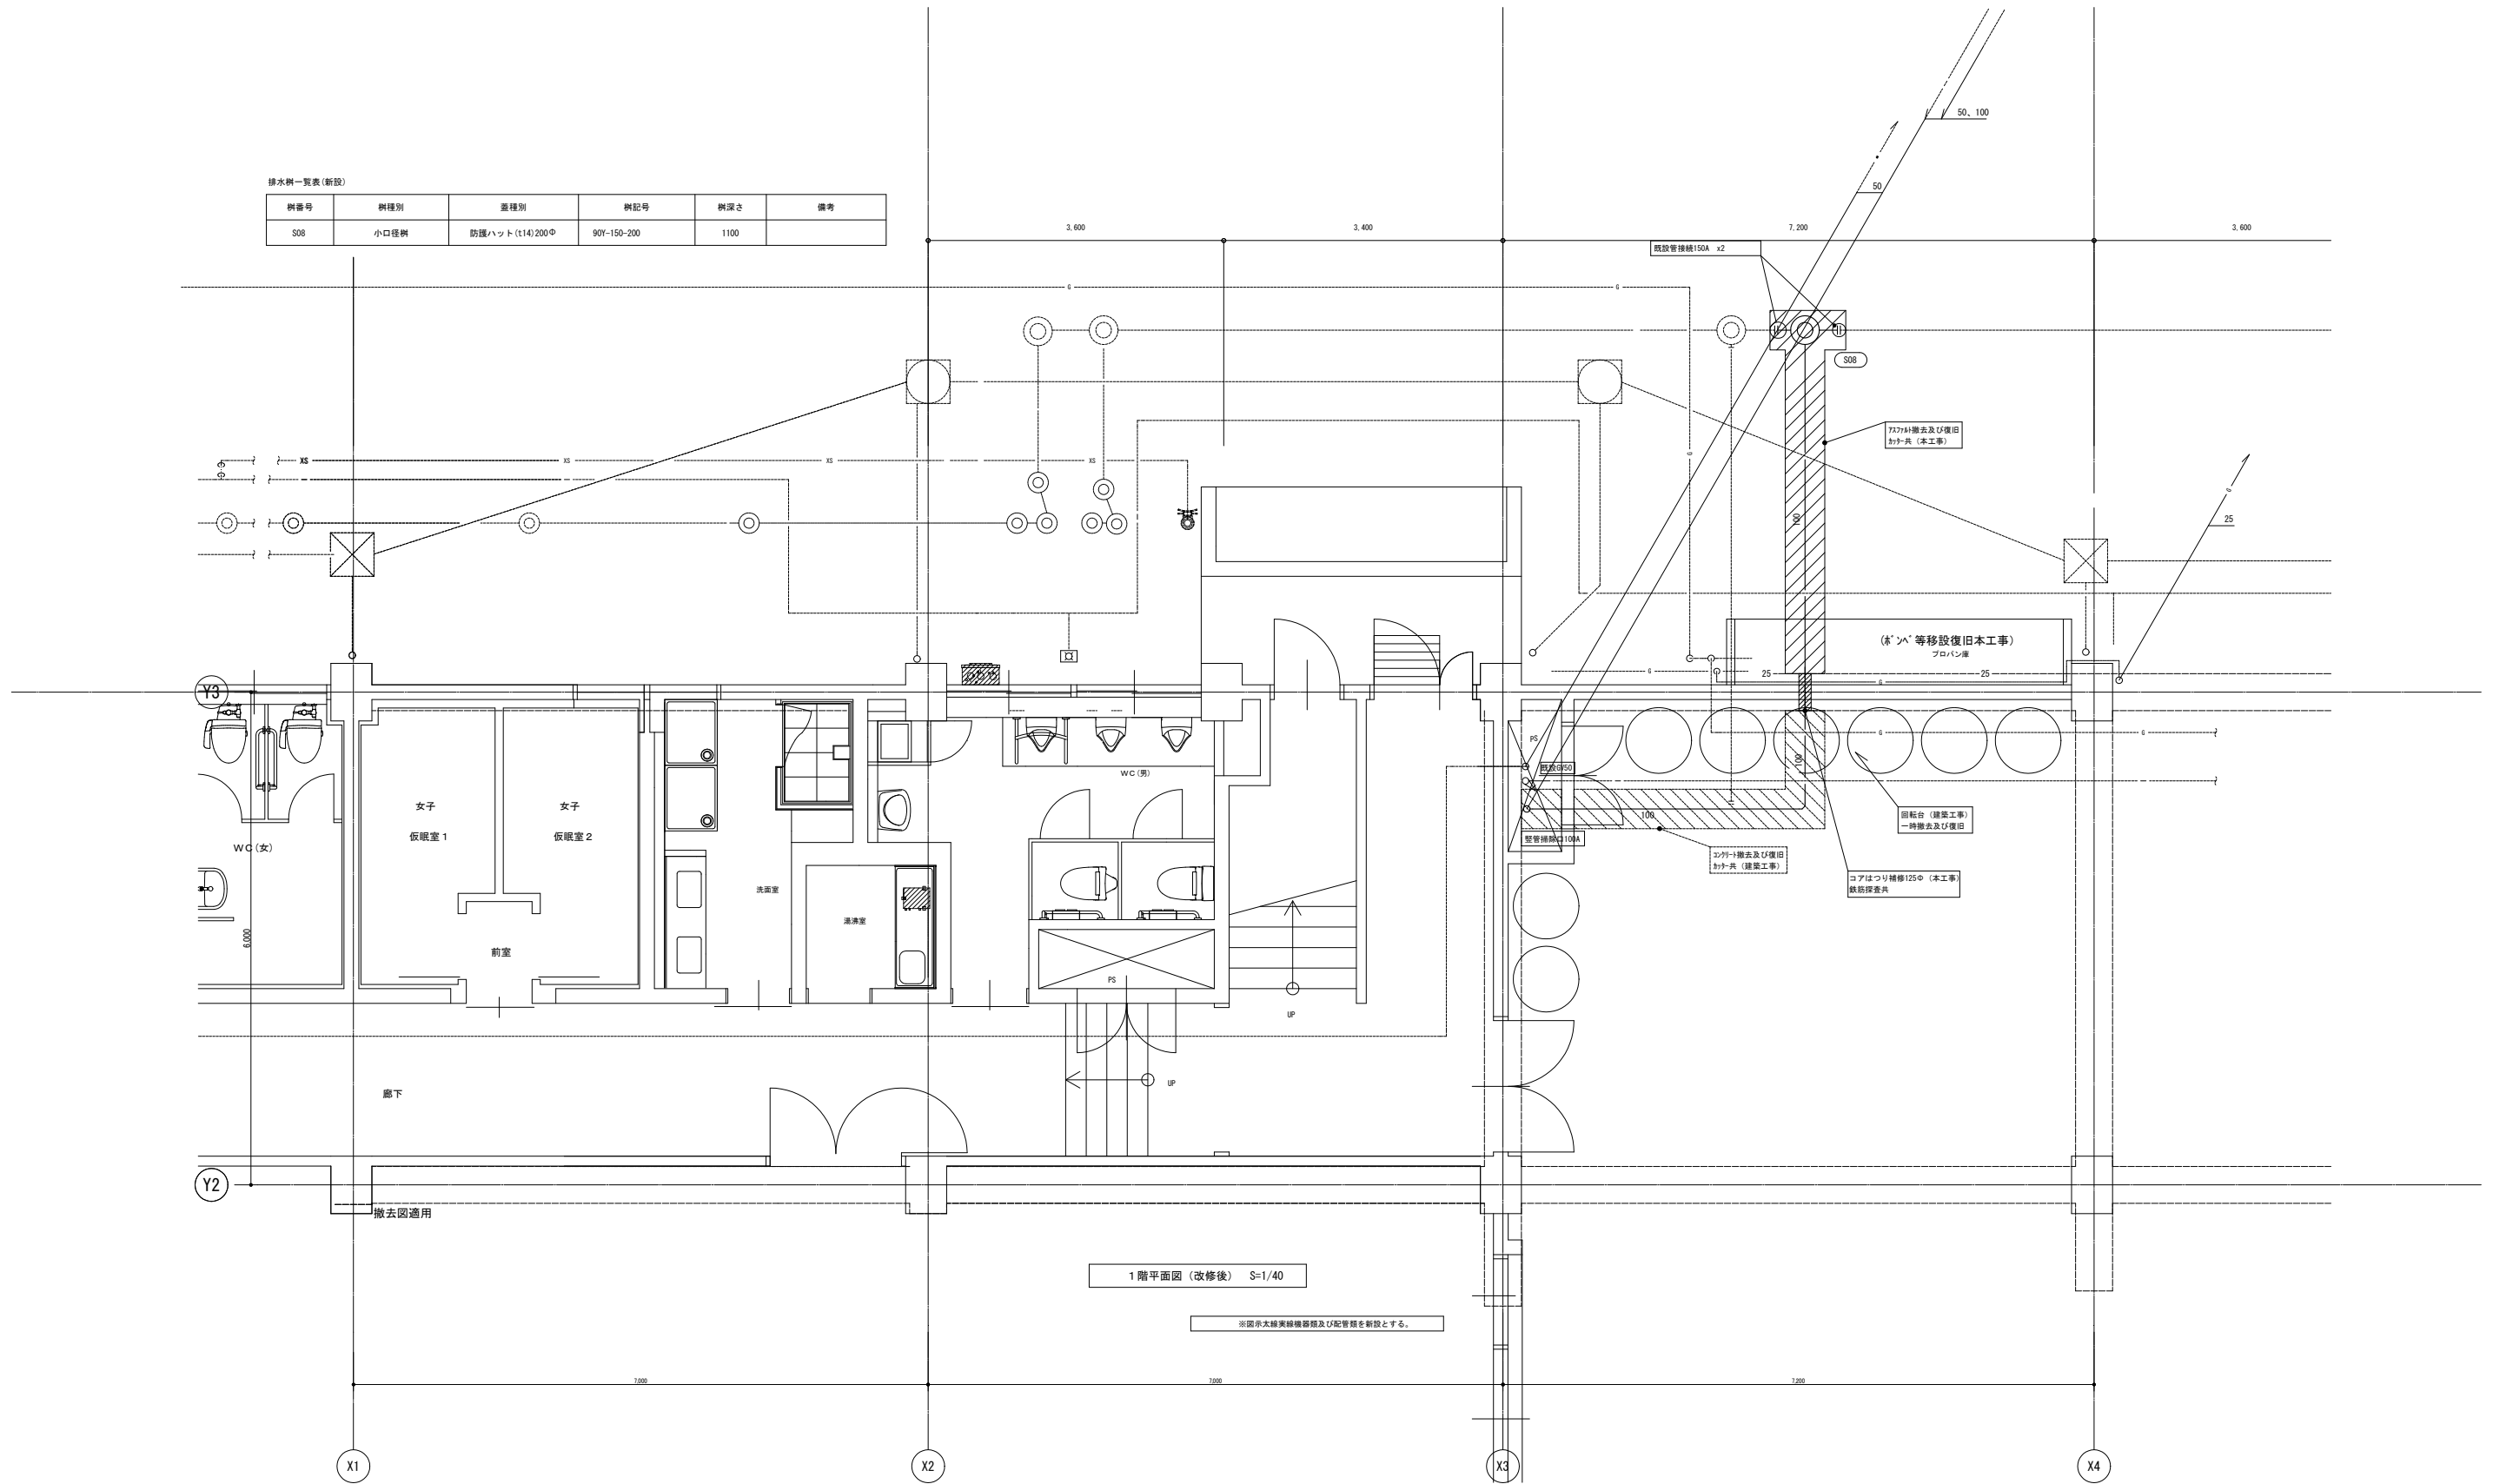 50、100
50
排水桝一覧表(新設)
桝番号 桝種別 蓋種別 桝記号 桝深さ 備考
S08 小口径桝 防護ハット(t14)200Φ 90Y-150-200 1100
3,600 3,400 7,200 3,600
既設管接続150A x2
G G
S08
アスファルト撤去及び復旧
カッター共（本工事）
XS XS XS XS
G
G
25
100
(ボンベ等移設復旧本工事)
プロパン庫
G
25 25
G
Y3
PS
G G
WC(男)
既設GV50
100
女子
仮眠室１
女子
仮眠室２
100
回転台（建築工事）
一時撤去及び復旧
竪管掃除口100A
WC(女)
コンクリート撤去及び復旧
カッター共（建築工事）
洗面室
コアはつり補修125Φ（本工事）
鉄筋探査共
湯沸室
6,000
前室
PS
UP
UP
廊下
Y2
撤去図適用
１階平面図（改修後） S=1/40
※図示太線実線機器類及び配管類を新設とする。
7,000 7,000 7,200
X1 X2 X3 X4